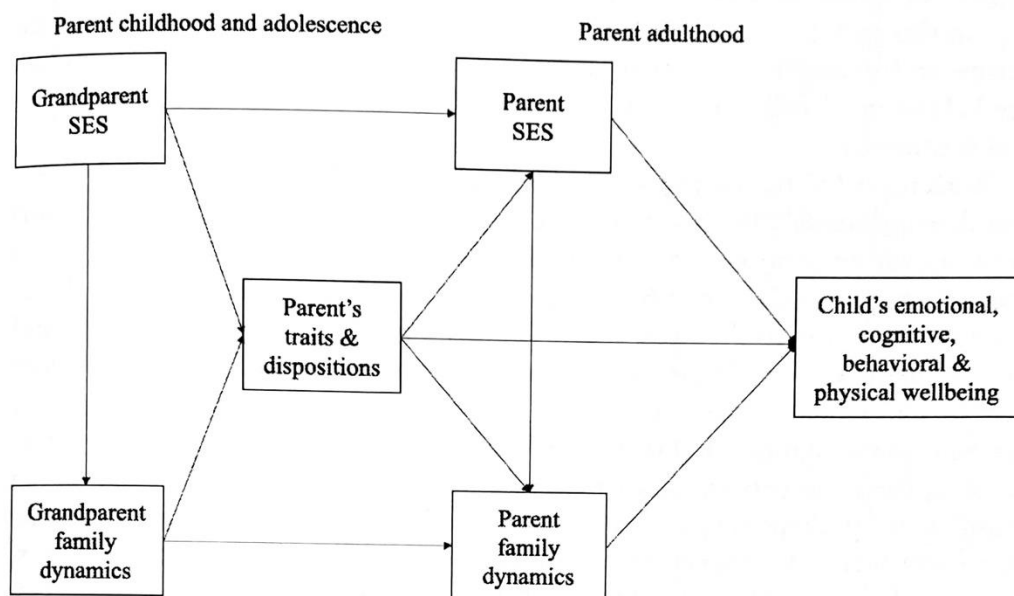 Parent childhood and adolescence
Parent adulthood
Grandparent
SES
Parent
SES
Parent's
traits &
dispositions
Child's emotional,
cognitive,
behavioral &
physical wellbeing
Grandparent
family
dynamics
Parent
family
dynamics